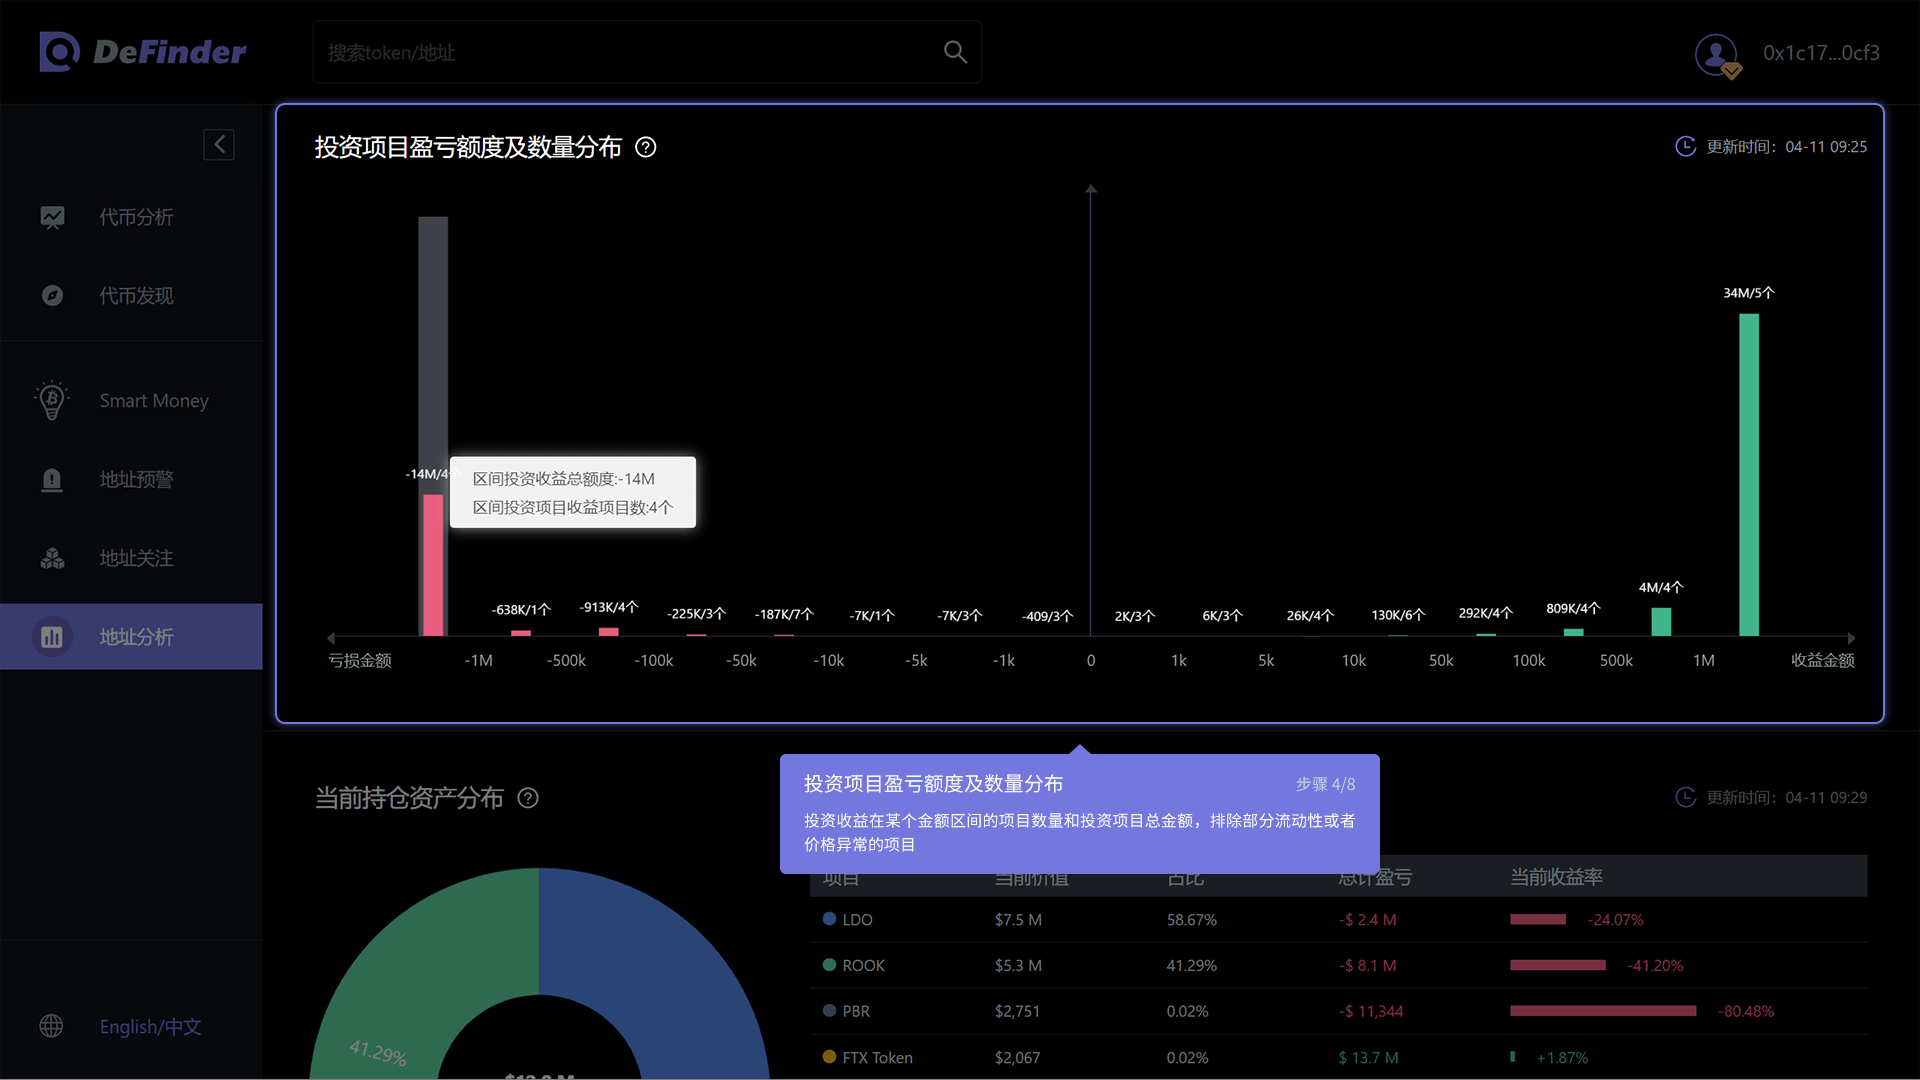 DeFinder
搜索token/地址
0x1c17...0cf3
代币分析
代币发现
Smart Money
地址预警
地址关注
地址分析
English/中文
投资项目盈亏额度及数量分布
更新时间：04-11 09:25
34M/5个
-14M/4个
区间投资收益总额度:-14M
区间投资项目收益项目数:4个
-638K/1个
-913K/4个
-225K/3个
-187K/7个
-7K/1个
-7K/3个
-409/3个
2K/3个
6K/3个
26K/4个
130K/6个
292K/4个
809K/4个
4M/4个
亏损金额
-1M
-500k
-100k
-50k
-10k
-5k
-1k
0
1k
5k
10k
50k
100k
500k
1M
收益金额
投资项目盈亏额度及数量分布
步骤 4/8
投资收益在某个金额区间的项目数量和投资项目总金额，排除部分流动性或者
价格异常的项目
当前持仓资产分布
更新时间：04-11 09:29
41.29%
项目 当前价值 占比 总计盈亏 当前收益率
LDO $7.5 M 58.67% -$ 2.4 M -24.07%
ROOK $5.3 M 41.29% -$ 8.1 M -41.20%
PBR $2,751 0.02% -$ 11,344 -80.48%
FTX Token $2,067 0.02% $ 13.7 M +1.87%